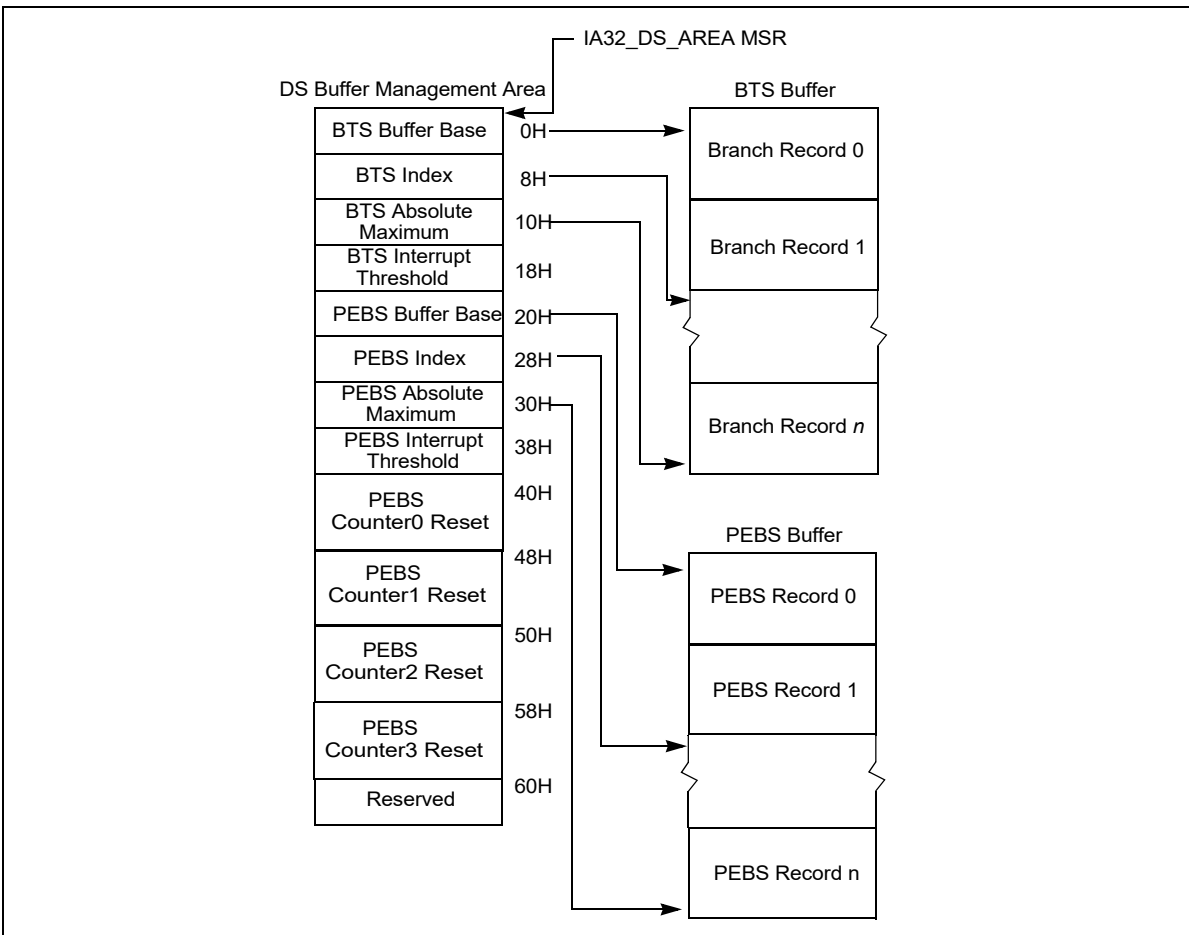 IA32_DS_AREA MSR
DS Buffer Management Area
BTS Buffer Base
0H
BTS Index
8H
BTS Absolute
Maximum
10H
BTS Interrupt
Threshold
18H
PEBS Buffer Base
20H
PEBS Index
28H
PEBS Absolute
Maximum
30H
PEBS Interrupt
Threshold
38H
PEBS
Counter0 Reset
40H
PEBS
Counter1 Reset
48H
PEBS
Counter2 Reset
50H
PEBS
Counter3 Reset
58H
Reserved
60H
BTS Buffer
Branch Record 0
Branch Record 1
Branch Record n
PEBS Buffer
PEBS Record 0
PEBS Record 1
PEBS Record n